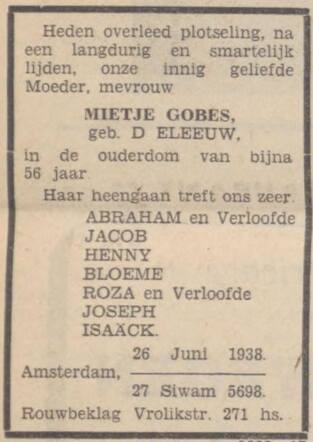 Heden overleed plotseling, na
een langdurig en smartelijk
lijden, onze innig geliefde
Moeder, mevrouw
MIETJE GOBES,
geb. D ELEEUW,
in de ouderdom van bijna
56 jaar.
Haar heengaan treft ons zeer.
ABRAHAM en Verloofde
JACOB
HENNY
BLOEME
ROZA en Verloofde
JOSEPH
ISAÄCK.
26 Juni 1938.
Amsterdam,
27 Siwam 5698.
Rouwbeklag Vrolikstr. 271 hs.